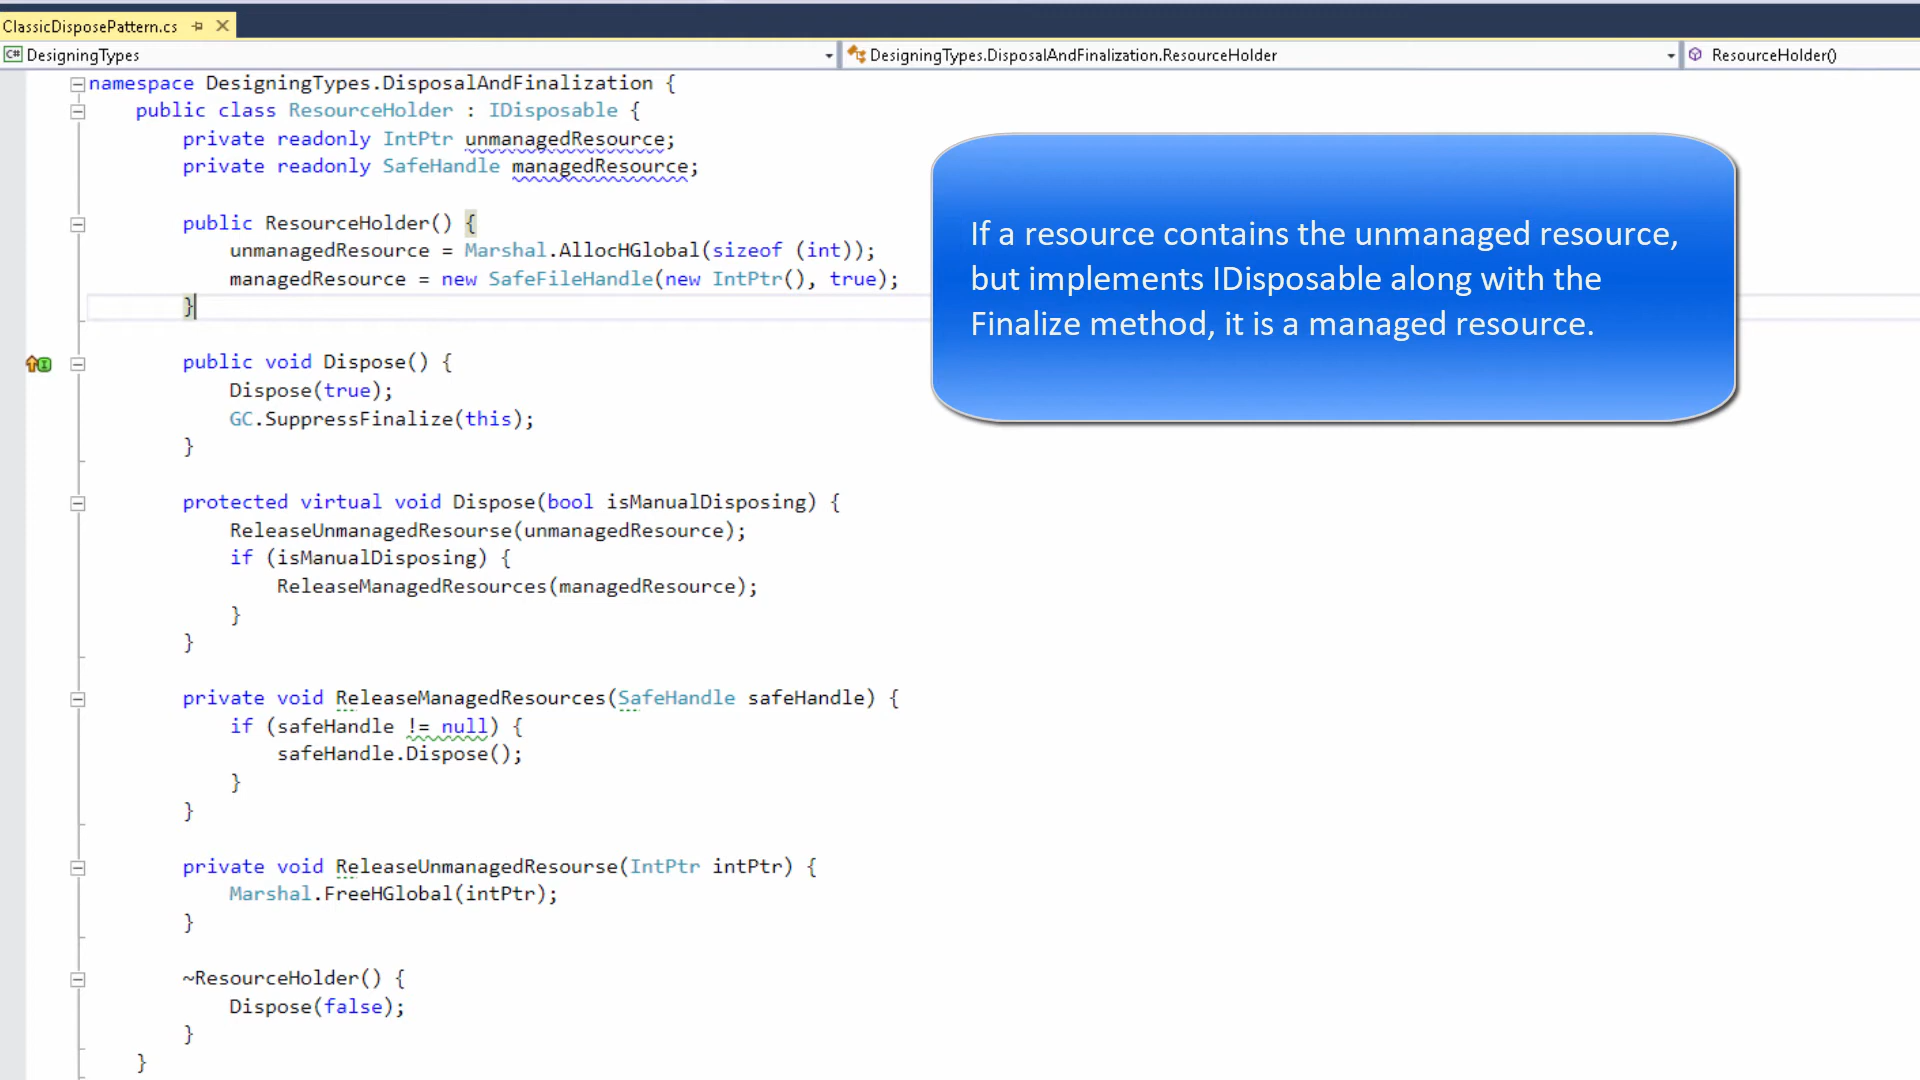 ClassicDisposePattern.cs
DesigningTypes
DesigningTypes.DisposalAndFinalization.ResourceHolder
ResourceHolder()
namespace DesigningTypes.DisposalAndFinalization {
public class ResourceHolder : IDisposable {
private readonly IntPtr unmanagedResource;
private readonly SafeHandle managedResource;
public ResourceHolder() {
unmanagedResource = Marshal.AllocHGlobal(sizeof (int));
managedResource = new SafeFileHandle(new IntPtr(), true);
}
If a resource contains the unmanaged resource,
but implements IDisposable along with the
Finalize method, it is a managed resource.
public void Dispose() {
Dispose(true);
GC.SuppressFinalize(this);
}
protected virtual void Dispose(bool isManualDisposing) {
ReleaseUnmanagedResourse(unmanagedResource);
if (isManualDisposing) {
ReleaseManagedResources(managedResource);
}
}
private void ReleaseManagedResources(SafeHandle safeHandle) {
if (safeHandle != null) {
safeHandle.Dispose();
}
}
private void ReleaseUnmanagedResourse(IntPtr intPtr) {
Marshal.FreeHGlobal(intPtr);
}
~ResourceHolder() {
Dispose(false);
}
}